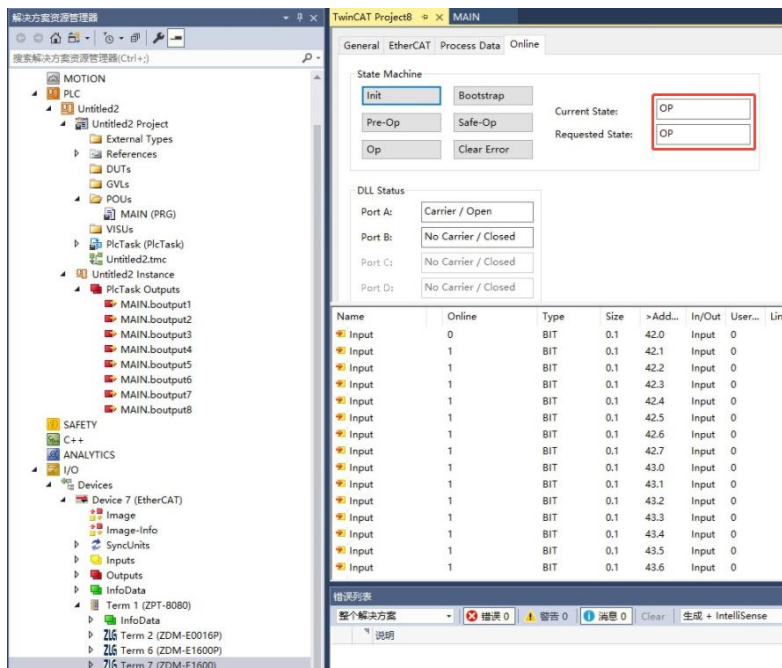 解决方案资源管理器
搜索解决方案资源管理器(Ctrl+;)
MOTION
PLC
Untitled2
Untitled2 Project
External Types
References
DUTs
GVLs
POUs
MAIN (PRG)
VISUs
PlcTask (PlcTask)
Untitled2.tmc
Untitled2 Instance
PlcTask Outputs
MAIN.boutput1
MAIN.boutput2
MAIN.boutput3
MAIN.boutput4
MAIN.boutput5
MAIN.boutput6
MAIN.boutput7
MAIN.boutput8
SAFETY
C++
ANALYTICS
I/O
Devices
Device 7 (EtherCAT)
Image
Image-Info
SyncUnits
Inputs
Outputs
InfoData
Term 1 (ZPT-8080)
InfoData
ZLG Term 2 (ZDM-E0016P)
ZLG Term 6 (ZDM-E1600P)
ZLG Term 7 (ZDM-E1600)
TwinCAT Project8 MAIN
General EtherCAT Process Data Online
State Machine
Init Bootstrap
Pre-Op Safe-Op
Op Clear Error
Current State: OP
Requested State: OP
DLL Status
Port A: Carrier / Open
Port B: No Carrier / Closed
Port C: No Carrier / Closed
Port D: No Carrier / Closed
Name Online Type Size >Add... In/Out User... Lin
Input 0 BIT 0.1 42.0 Input 0
Input 1 BIT 0.1 42.1 Input 0
Input 1 BIT 0.1 42.2 Input 0
Input 1 BIT 0.1 42.3 Input 0
Input 1 BIT 0.1 42.4 Input 0
Input 1 BIT 0.1 42.5 Input 0
Input 1 BIT 0.1 42.6 Input 0
Input 1 BIT 0.1 42.7 Input 0
Input 1 BIT 0.1 43.0 Input 0
Input 1 BIT 0.1 43.1 Input 0
Input 1 BIT 0.1 43.2 Input 0
Input 1 BIT 0.1 43.3 Input 0
Input 1 BIT 0.1 43.4 Input 0
Input 1 BIT 0.1 43.5 Input 0
Input 1 BIT 0.1 43.6 Input 0
错误列表
整个解决方案 错误 0 警告 0 消息 0 Clear 生成 + IntelliSense
说明